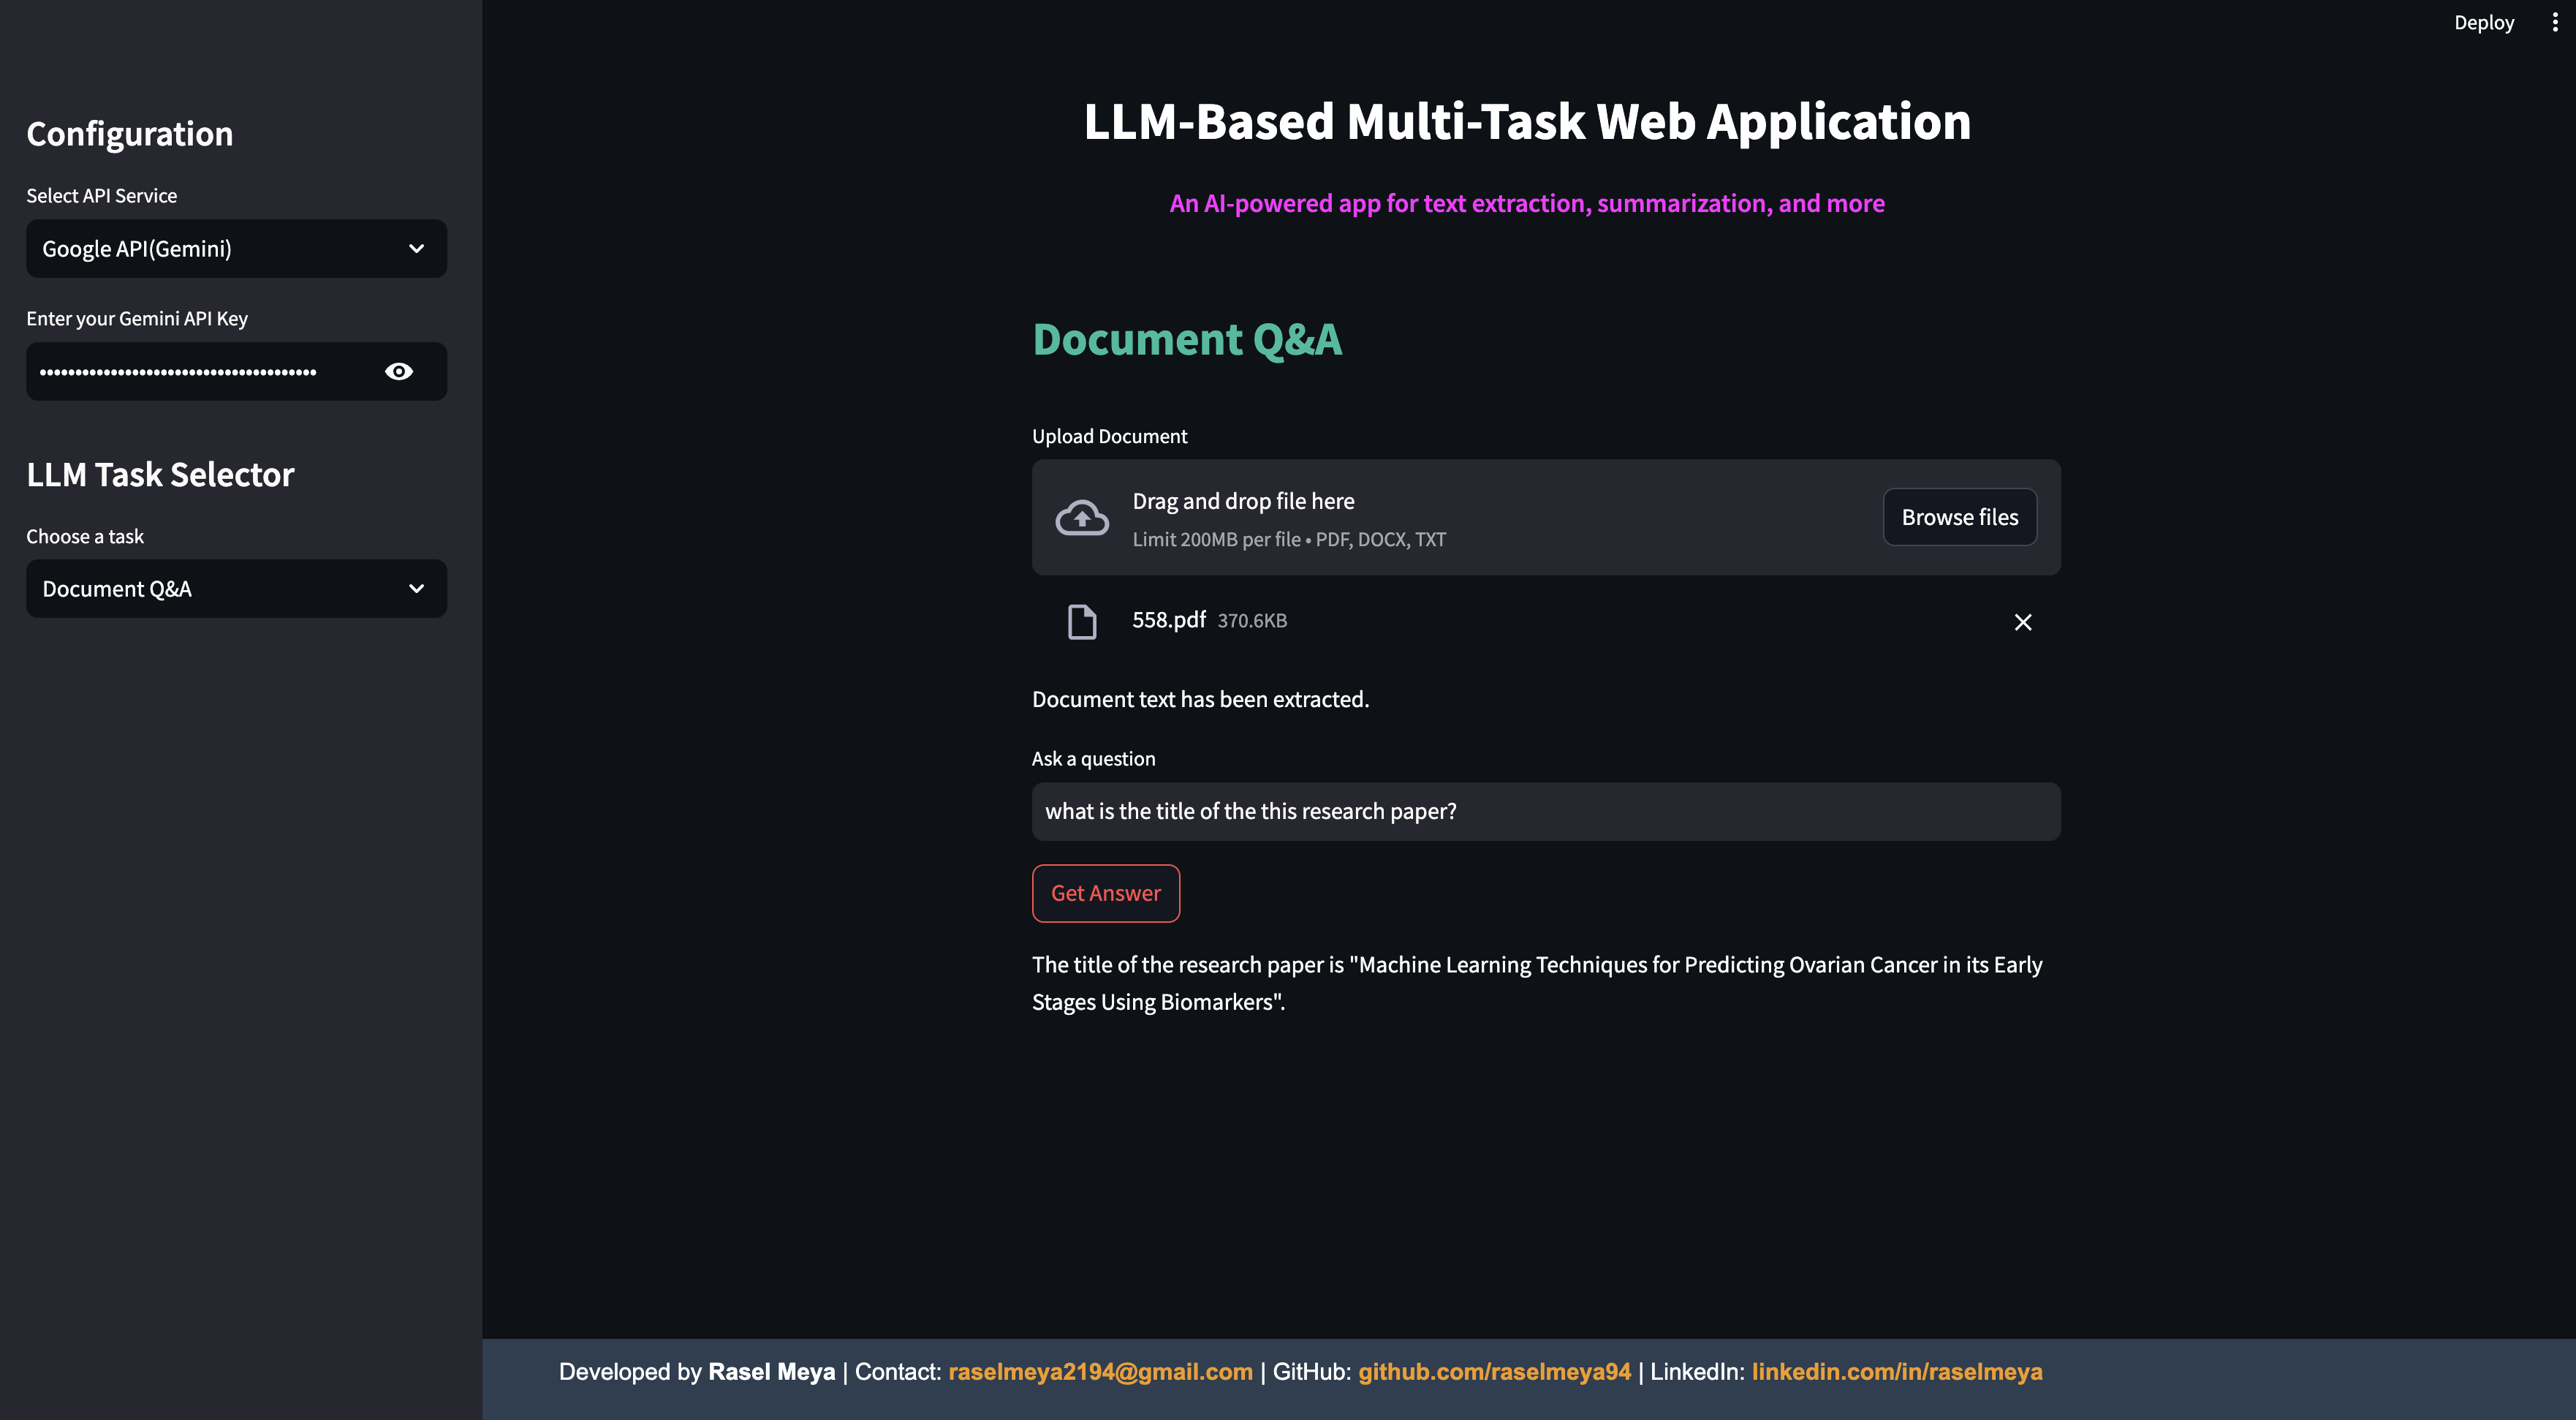 Deploy
Configuration
Select API Service
Google API(Gemini)
Enter your Gemini API Key
••••••••••••••••••••••••••••••••••••••• 
LLM Task Selector
Choose a task
Document Q&A
LLM-Based Multi-Task Web Application
An AI-powered app for text extraction, summarization, and more
Document Q&A
Upload Document
Drag and drop file here
Limit 200MB per file • PDF, DOCX, TXT
Browse files
558.pdf 370.6KB
Document text has been extracted.
Ask a question
what is the title of the this research paper?
Get Answer
The title of the research paper is "Machine Learning Techniques for Predicting Ovarian Cancer in its Early
Stages Using Biomarkers".
Developed by Rasel Meya | Contact: raselmeya2194@gmail.com | GitHub: github.com/raselmeya94 | LinkedIn: linkedin.com/in/raselmeya